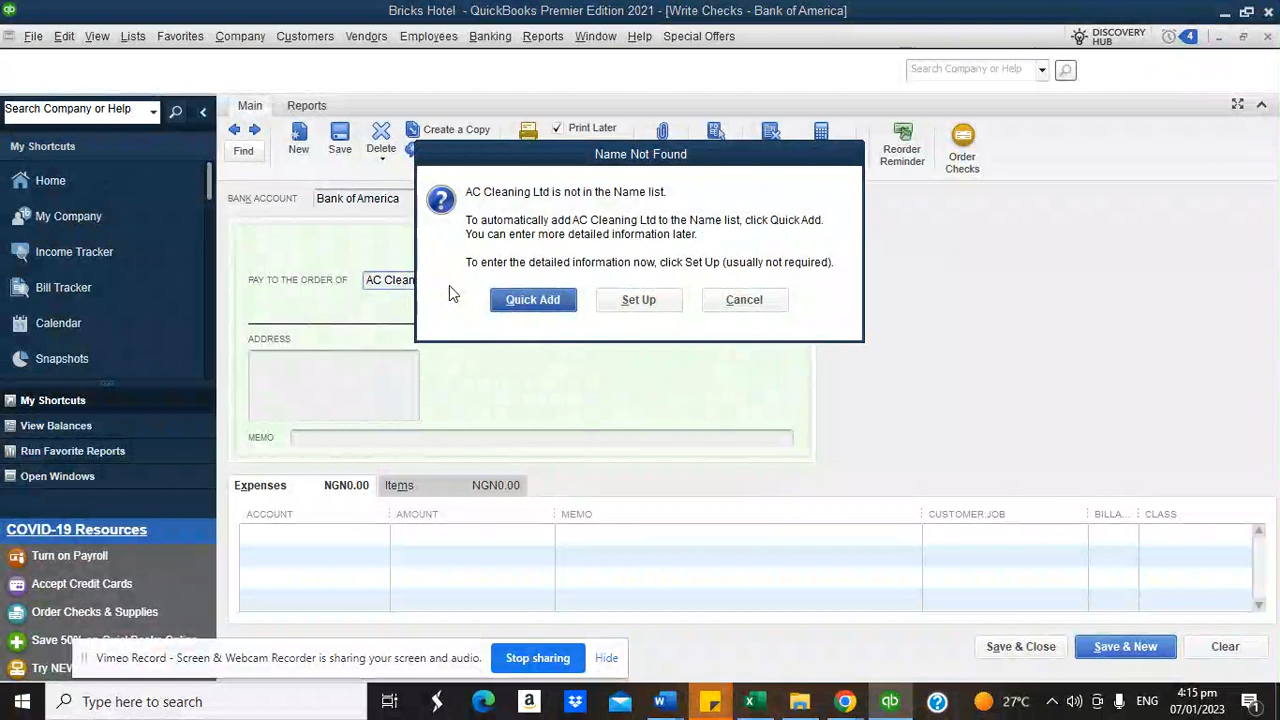 Bricks Hotel - QuickBooks Premier Edition 2021 - [Write Checks - Bank of America]
File Edit View Lists Favorites Company Customers Vendors Employees Banking Reports Window Help Special Offers
DISCOVERY HUB 4
Search Company or Help
Search Company or Help
Main Reports
My Shortcuts
Home
My Company
Income Tracker
Bill Tracker
Calendar
Snapshots
My Shortcuts
View Balances
Run Favorite Reports
Open Windows
COVID-19 Resources
Turn on Payroll
Accept Credit Cards
Order Checks & Supplies
Save 50% on QuickBooks Online
Try NEW
Find New Save Delete Create a Copy Print Later
Reorder Reminder
Order Checks
BANK ACCOUNT Bank of America
PAY TO THE ORDER OF AC Clean
ADDRESS
MEMO
Name Not Found
AC Cleaning Ltd is not in the Name list.
To automatically add AC Cleaning Ltd to the Name list, click Quick Add.
You can enter more detailed information later.
To enter the detailed information now, click Set Up (usually not required).
Quick Add Set Up Cancel
Expenses NGN0.00 Items NGN0.00
ACCOUNT AMOUNT MEMO CUSTOMER:JOB BILLA... CLASS
Save & Close Save & New Clear
Vimeo Record - Screen & Webcam Recorder is sharing your screen and audio. Stop sharing Hide
Type here to search
27°C ENG
4:15 pm
07/01/2023